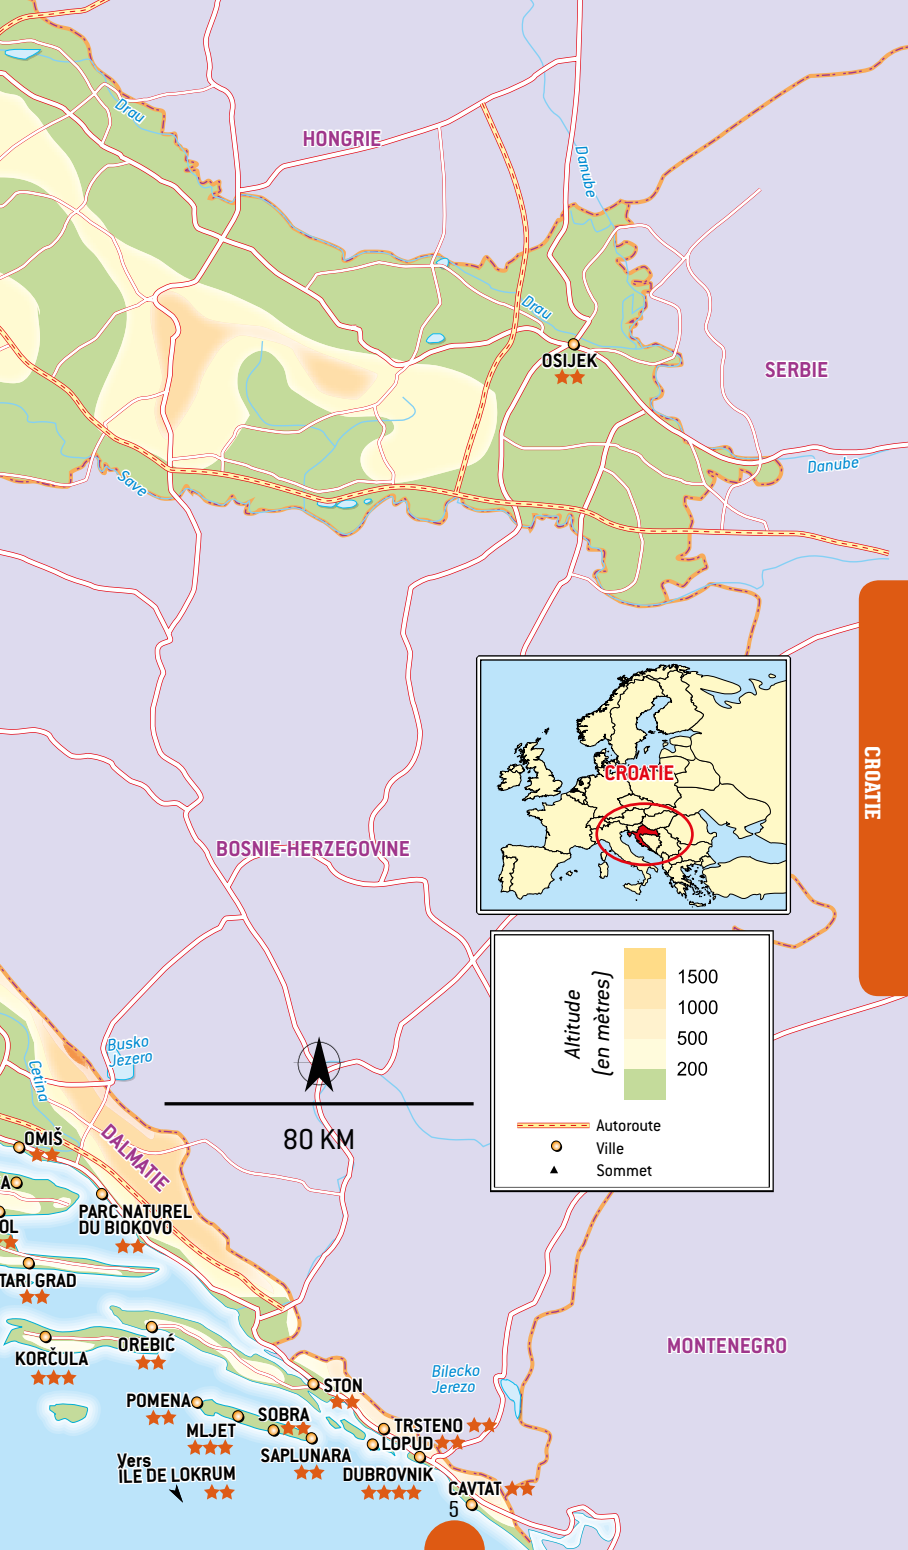 Drau
HONGRIE
Danube
Drau
OSIJEK
SERBIE
Danube
Save
CROATIE
CROATIE
BOSNIE-HERZEGOVINE
Altitude
(en mètres)
1500
1000
500
200
Autoroute
Ville
Sommet
Busko
Jezero
Cetina
80 KM
OMIŠ
DALMATIE
A
PARC NATUREL
DU BIOKOVO
OL
TARI GRAD
MONTENEGRO
KORČULA
OREBIĆ
Bilecko
Jerezo
STON
POMENA
SOBRA
TRSTENO
MLJET
LOPUD
SAPLUNARA
Vers
ILE DE LOKRUM
DUBROVNIK
CAVTAT
5